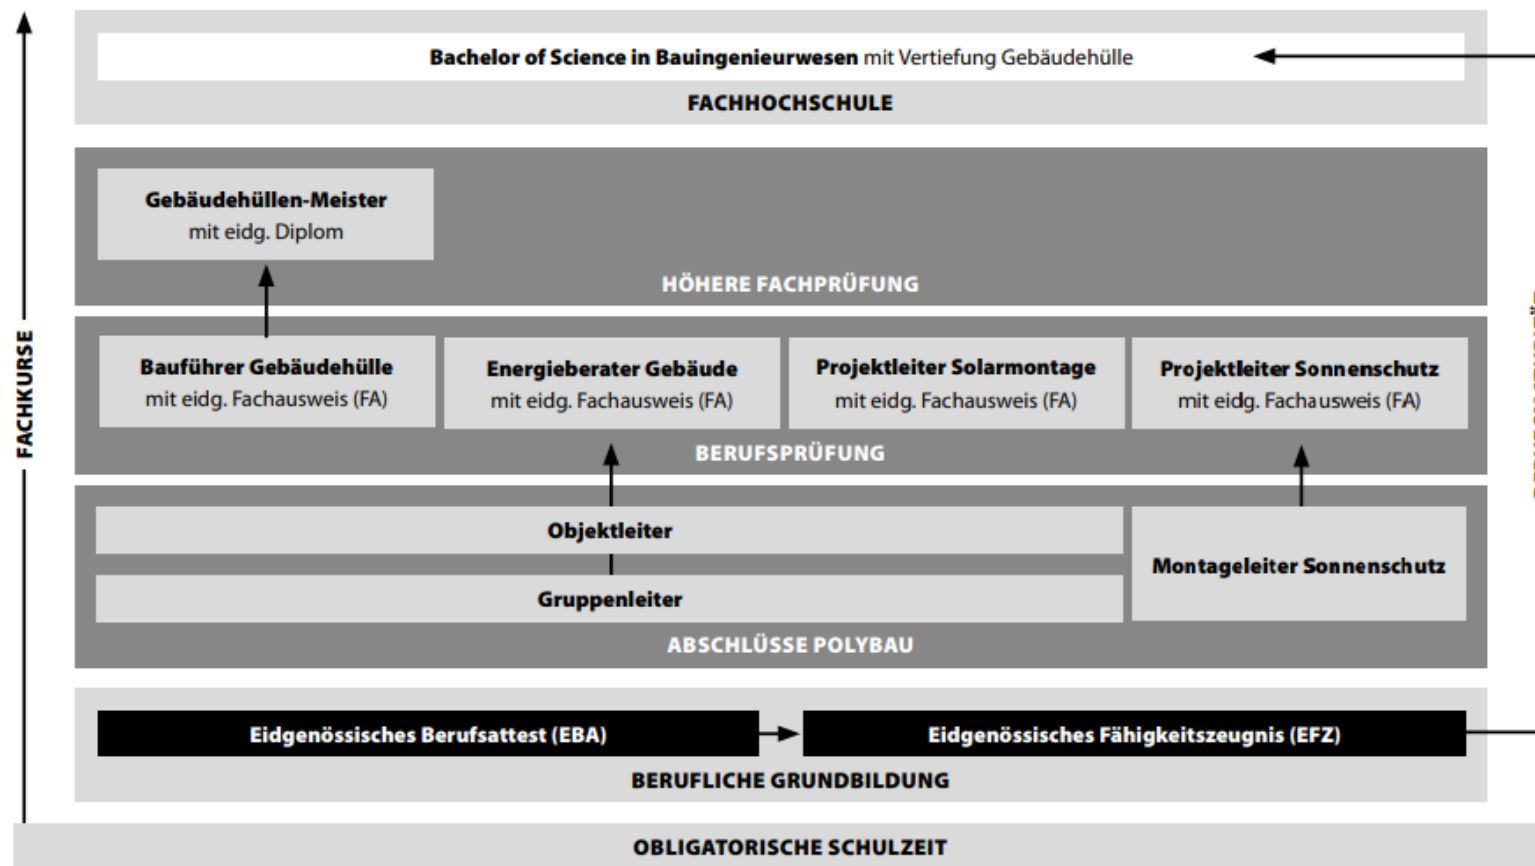 Bachelor of Science in Bauingenieurwesen mit Vertiefung Gebäudehülle
FACHHOCHSCHULE
Gebäudehüllen-Meister
mit eidg. Diplom
HÖHERE FACHPRÜFUNG
FACHKURSE
Bauführer Gebäudehülle
mit eidg. Fachausweis (FA)
Energieberater Gebäude
mit eidg. Fachausweis (FA)
Projektleiter Solarmontage
mit eidg. Fachausweis (FA)
Projektleiter Sonnenschutz
mit eidg. Fachausweis (FA)
BERUFSPRÜFUNG
Objektleiter
Gruppenleiter
Montageleiter Sonnenschutz
ABSCHLÜSSE POLYBAU
Eidgenössisches Berufsattest (EBA)
Eidgenössisches Fähigkeitszeugnis (EFZ)
BERUFLICHE GRUNDBILDUNG
OBLIGATORISCHE SCHULZEIT